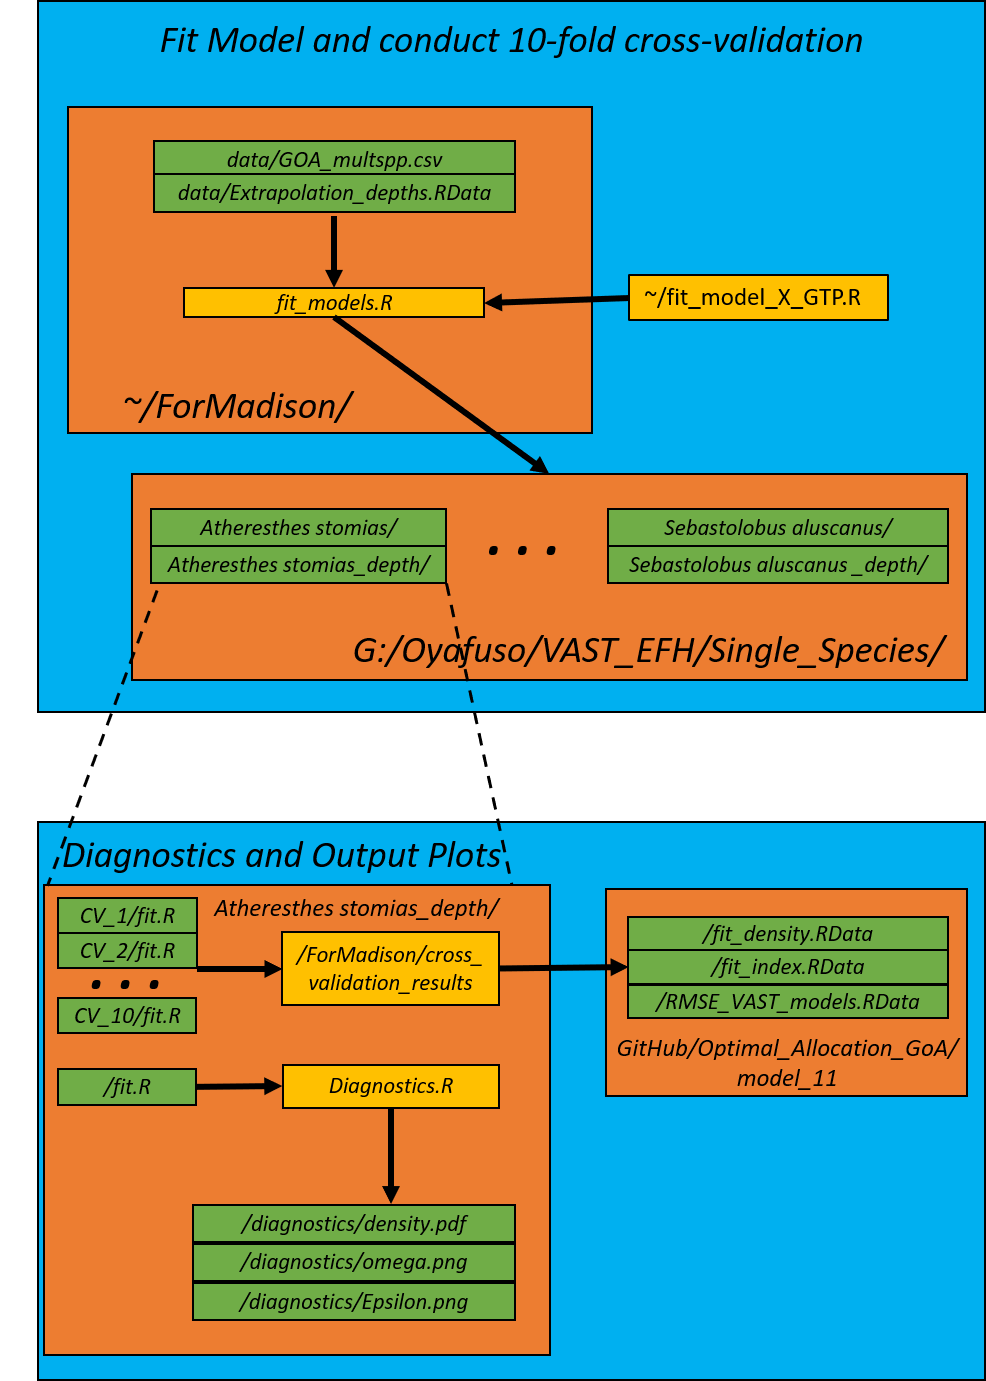 Fit Model and conduct 10-fold cross-validation
data/GOA_multspp.csv
data/Extrapolation_depths.RData
fit_models.R
~/fit_model_X_GTP.R
~/ForMadison/
Atheresthes stomias/
Atheresthes stomias_depth/
. . .
Sebastolobus aluscanus/
Sebastolobus aluscanus _depth/
G:/Oyafuso/VAST_EFH/Single_Species/
Diagnostics and Output Plots
Atheresthes stomias_depth/
CV_1/fit.R
CV_2/fit.R
. . .
CV_10/fit.R
/ForMadison/cross_
validation_results
/fit_density.RData
/fit_index.RData
/RMSE_VAST_models.RData
GitHub/Optimal_Allocation_GoA/
model_11
/fit.R
Diagnostics.R
/diagnostics/density.pdf
/diagnostics/omega.png
/diagnostics/Epsilon.png